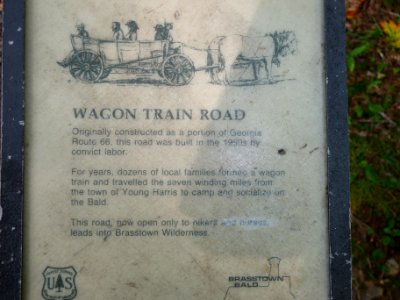 WAGON TRAIN ROAD
Originally constructed as a portion of Georgia
Route 66, this road was built in the 1950s by
convict labor.
For years, dozens of local families formed a wagon
train and travelled the seven winding miles from
the town of Young Harris to camp and socialize on
the Bald.
This road, now open only to hikers and horses,
leads into Brasstown Wilderness.
U S
BRASSTOWN
BALD